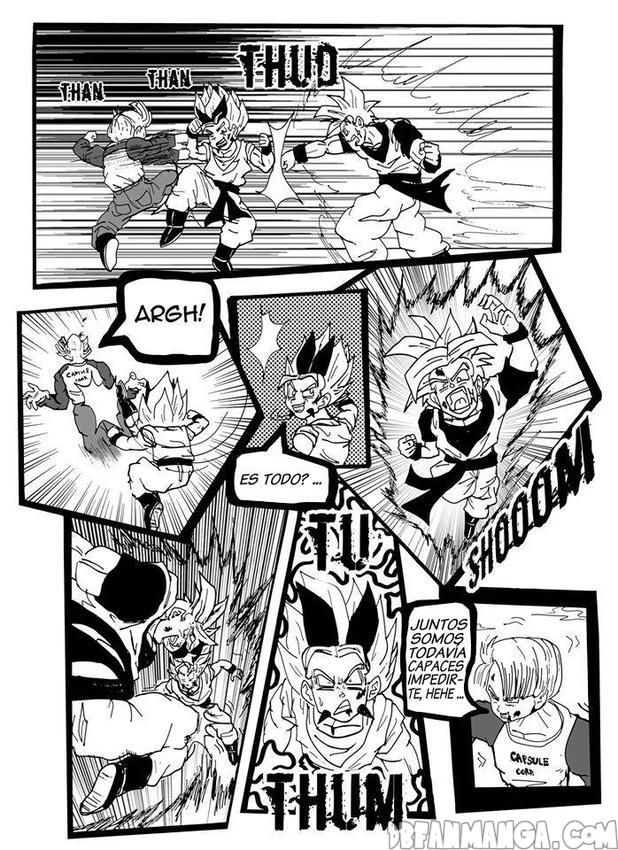 THAN
THAN
THUD
ARGH!
CAPSULE
CORP.
ES TODO? ...
SHOOOM
TU
THUM
JUNTOS
SOMOS
TODAVÍA
CAPACES
IMPEDIR-
TE, HEHE ...
CAPSULE
CORP.
DBFANMANGA.COM